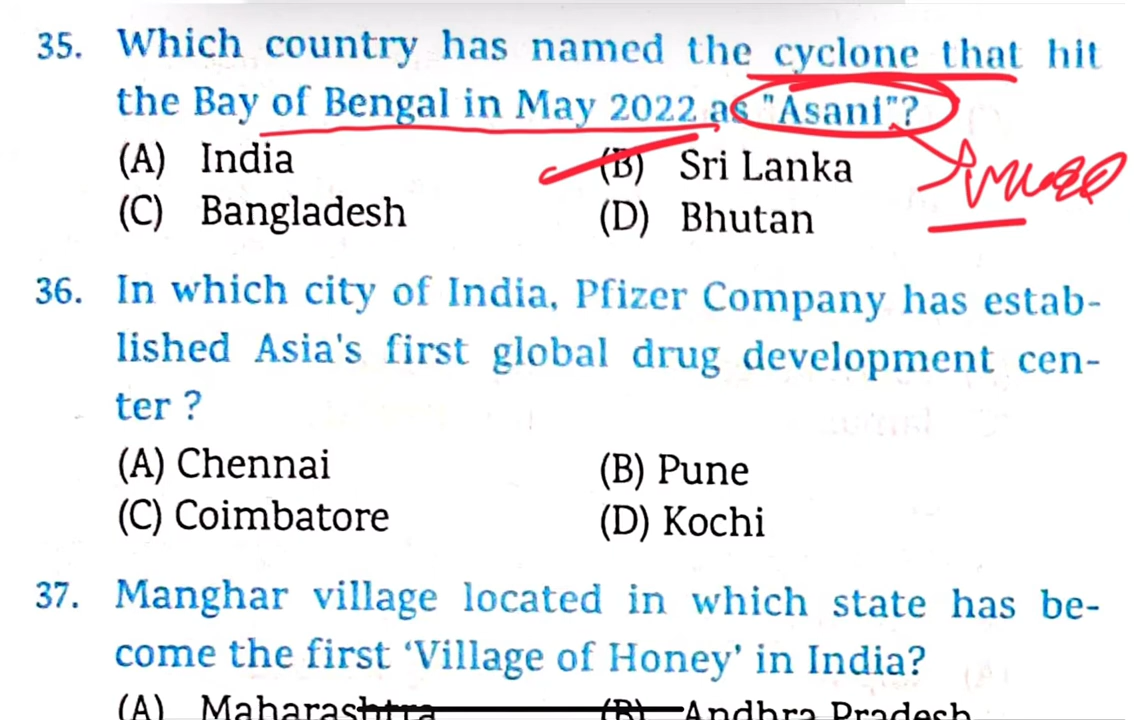 35. Which country has named the cyclone that hit
the Bay of Bengal in May 2022 as "Asani"?
(A) India (B) Sri Lanka
(C) Bangladesh (D) Bhutan
36. In which city of India, Pfizer Company has estab-
lished Asia's first global drug development cen-
ter ?
(A) Chennai (B) Pune
(C) Coimbatore (D) Kochi
37. Manghar village located in which state has be-
come the first ‘Village of Honey’ in India?
(A) Maharashtra (B) Andhra Pradesh